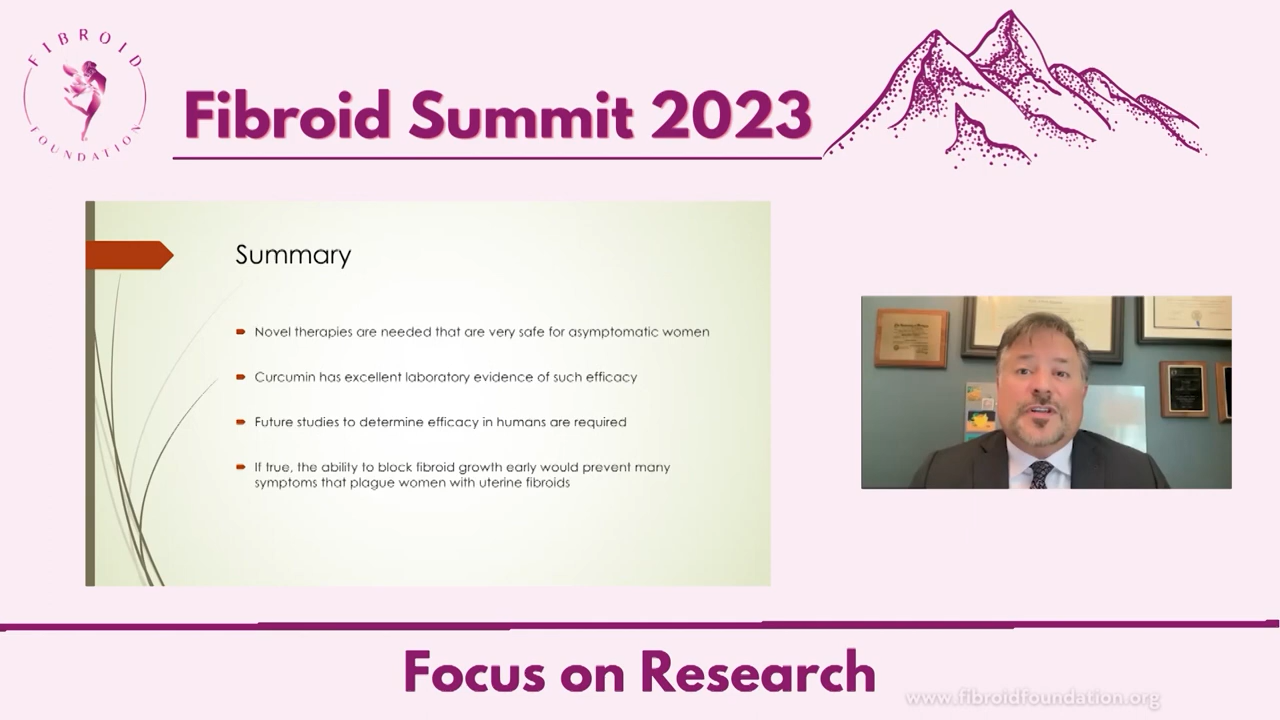 FIBROID
FOUNDATION
Fibroid Summit 2023
Summary
Novel therapies are needed that are very safe for asymptomatic women
Curcumin has excellent laboratory evidence of such efficacy
Future studies to determine efficacy in humans are required
If true, the ability to block fibroid growth early would prevent many
symptoms that plague women with uterine fibroids
Focus on Research
www.fibroidfoundation.org